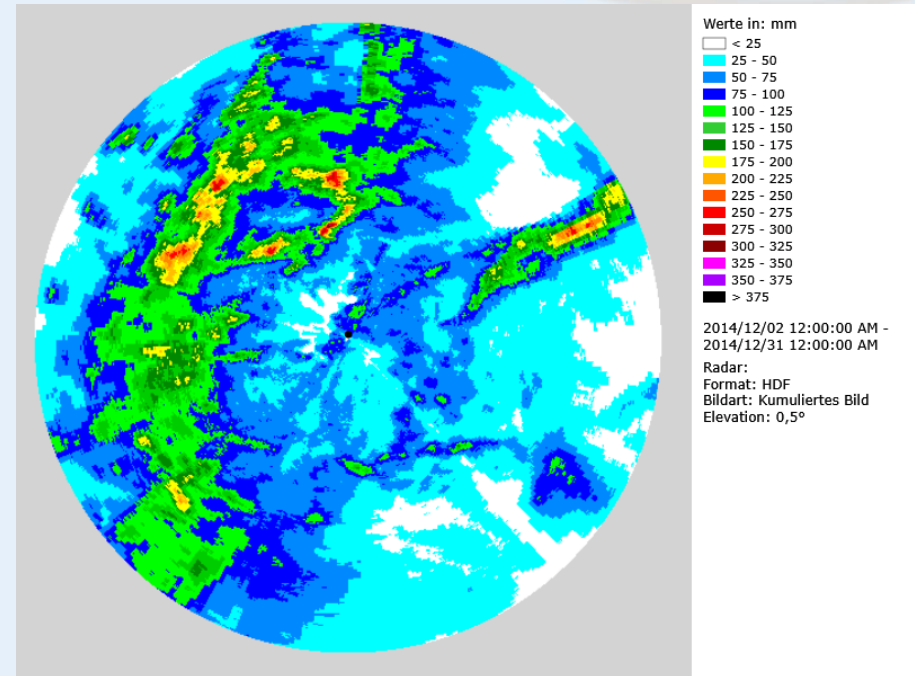 Werte in: mm
< 25
25 - 50
50 - 75
75 - 100
100 - 125
125 - 150
150 - 175
175 - 200
200 - 225
225 - 250
250 - 275
275 - 300
300 - 325
325 - 350
350 - 375
> 375
2014/12/02 12:00:00 AM -
2014/12/31 12:00:00 AM
Radar:
Format: HDF
Bildart: Kumuliertes Bild
Elevation: 0,5°